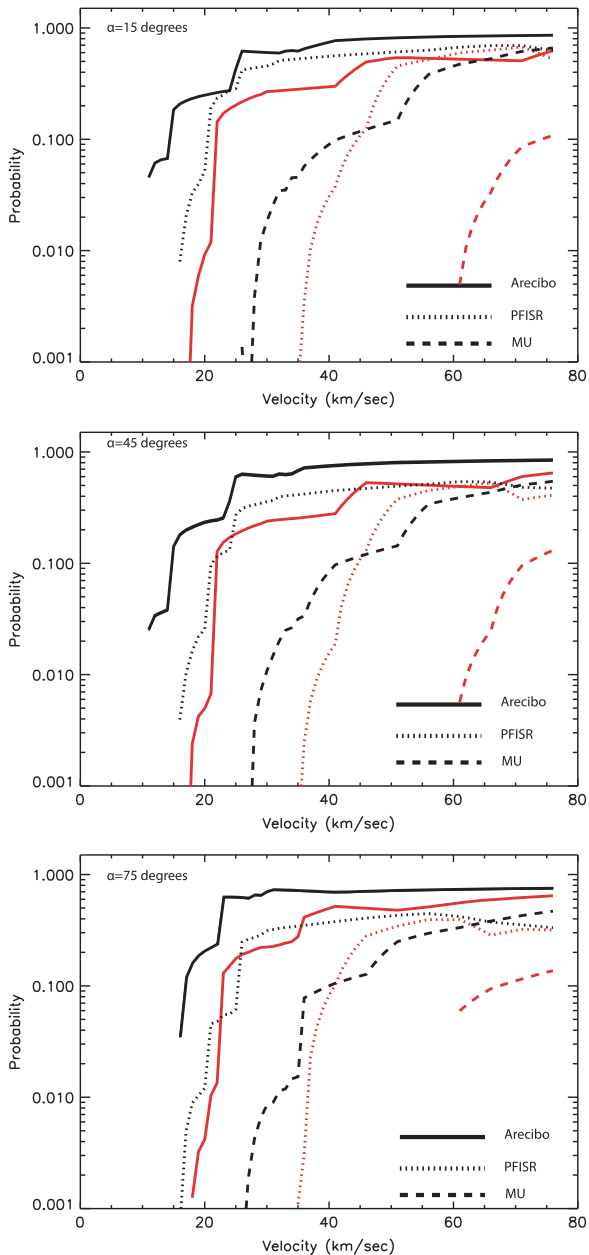 α=15 degrees
1.000
0.100
0.010
0.001
Probability
Arecibo
PFISR
MU
0 20 40 60 80
Velocity (km/sec)
α=45 degrees
1.000
0.100
0.010
0.001
Probability
Arecibo
PFISR
MU
0 20 40 60 80
Velocity (km/sec)
α=75 degrees
1.000
0.100
0.010
0.001
Probability
Arecibo
PFISR
MU
0 20 40 60 80
Velocity (km/sec)